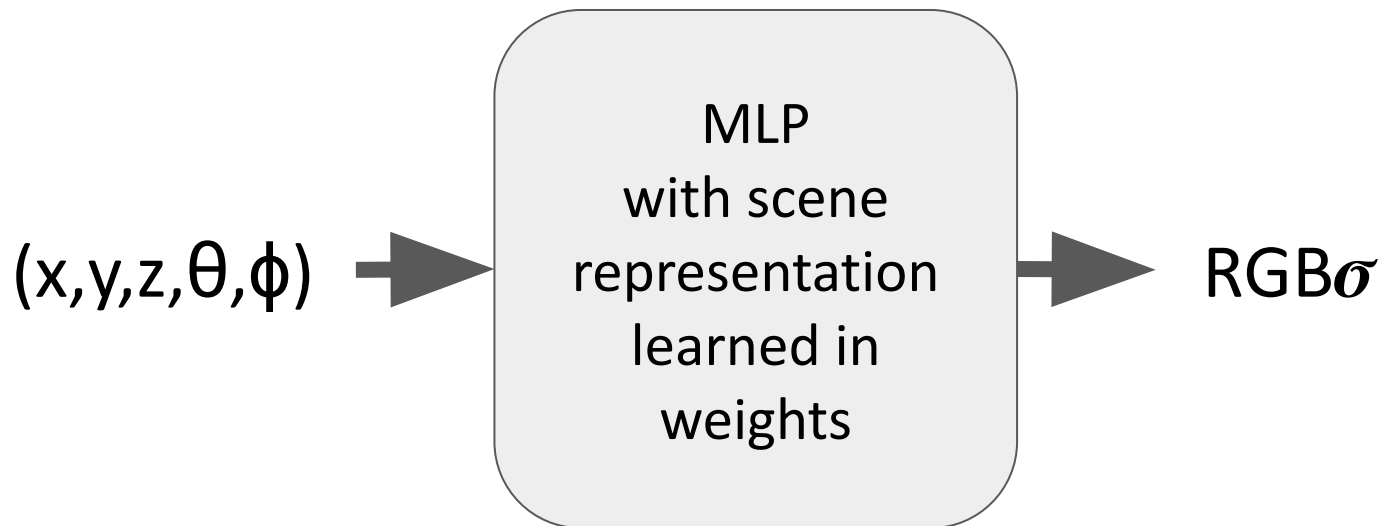 (x,y,z,θ,ϕ)
MLP
with scene
representation
learned in
weights
RGB𝝈